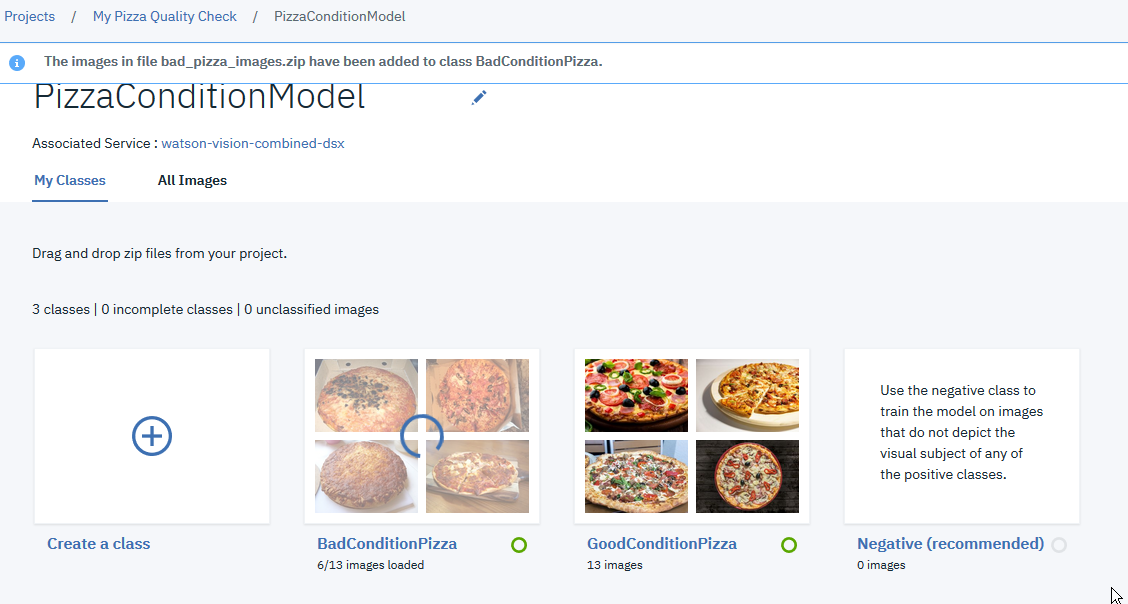 Projects / My Pizza Quality Check / PizzaConditionModel
The images in file bad_pizza_images.zip have been added to class BadConditionPizza.
PizzaConditionModel
Associated Service : watson-vision-combined-dsx
My Classes All Images
Drag and drop zip files from your project.
3 classes | 0 incomplete classes | 0 unclassified images
Use the negative class to
train the model on images
that do not depict the
visual subject of any of
the positive classes.
Create a class
BadConditionPizza
6/13 images loaded
GoodConditionPizza
13 images
Negative (recommended)
0 images